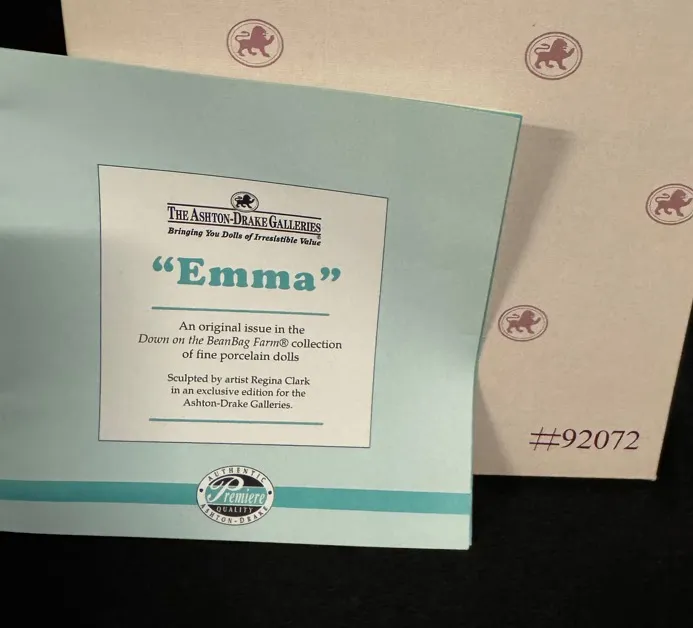 THE ASHTON-DRAKE GALLERIES®
Bringing You Dolls of Irresistible Value
“Emma”
An original issue in the
Down on the BeanBag Farm® collection
of fine porcelain dolls
Sculpted by artist Regina Clark
in an exclusive edition for the
Ashton-Drake Galleries.
AUTHENTIC
Premiere
QUALITY
ASHTON-DRAKE
#92072